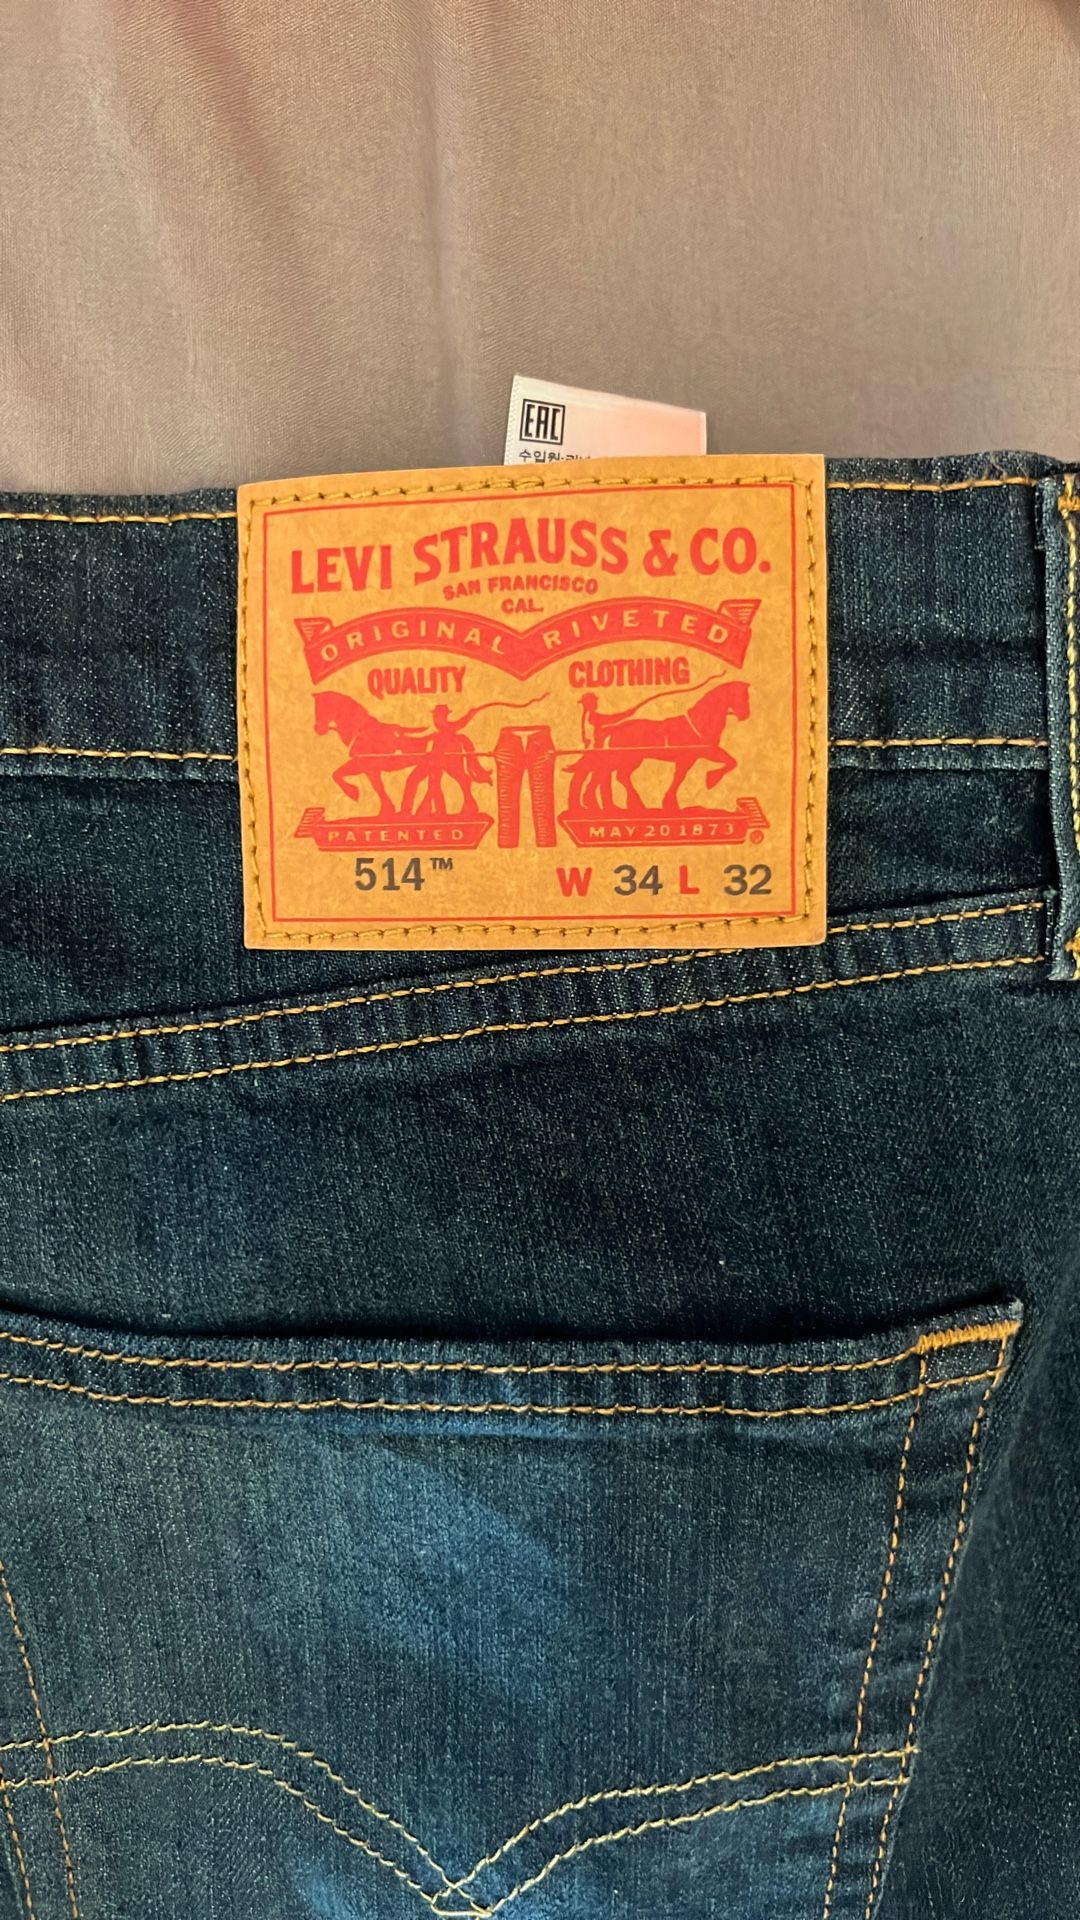 EAC
LEVI STRAUSS & CO.
SAN FRANCISCO
CAL.
ORIGINAL RIVETED
QUALITY CLOTHING
PATENTED MAY 20 1873 ®
514™ W 34 L 32